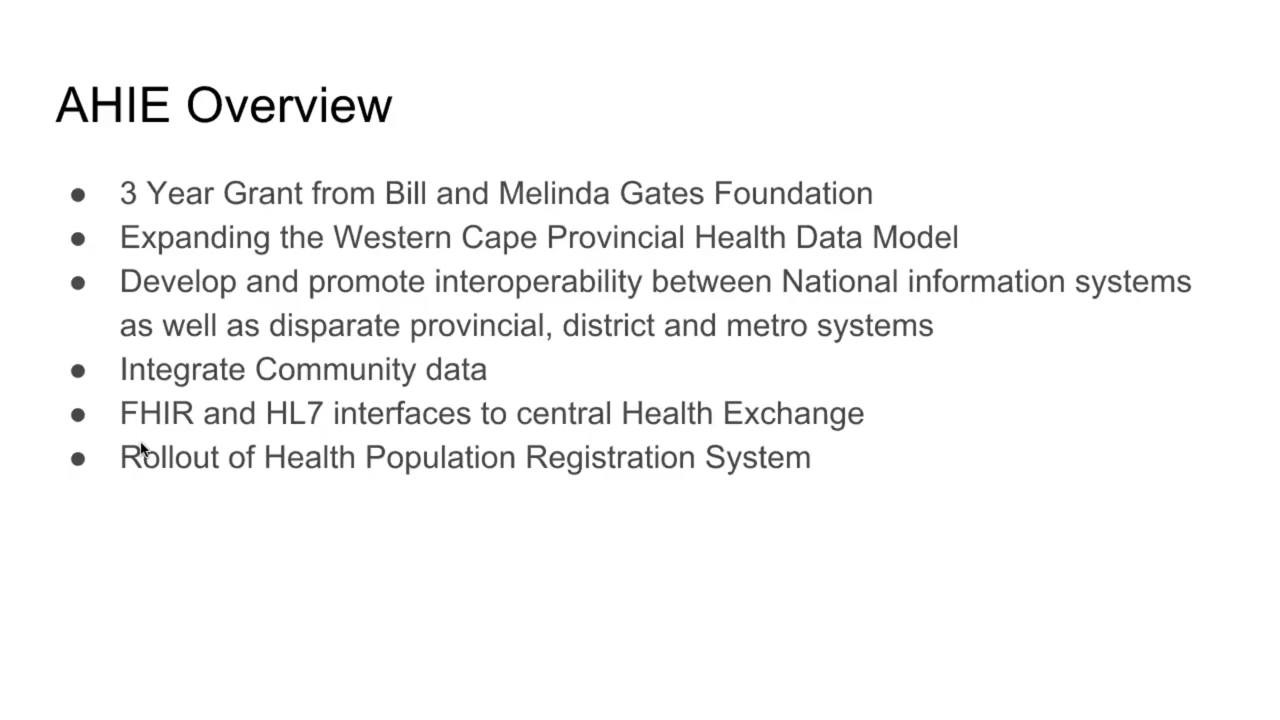 AHIE Overview
● 3 Year Grant from Bill and Melinda Gates Foundation
● Expanding the Western Cape Provincial Health Data Model
● Develop and promote interoperability between National information systems
as well as disparate provincial, district and metro systems
● Integrate Community data
● FHIR and HL7 interfaces to central Health Exchange
● Rollout of Health Population Registration System